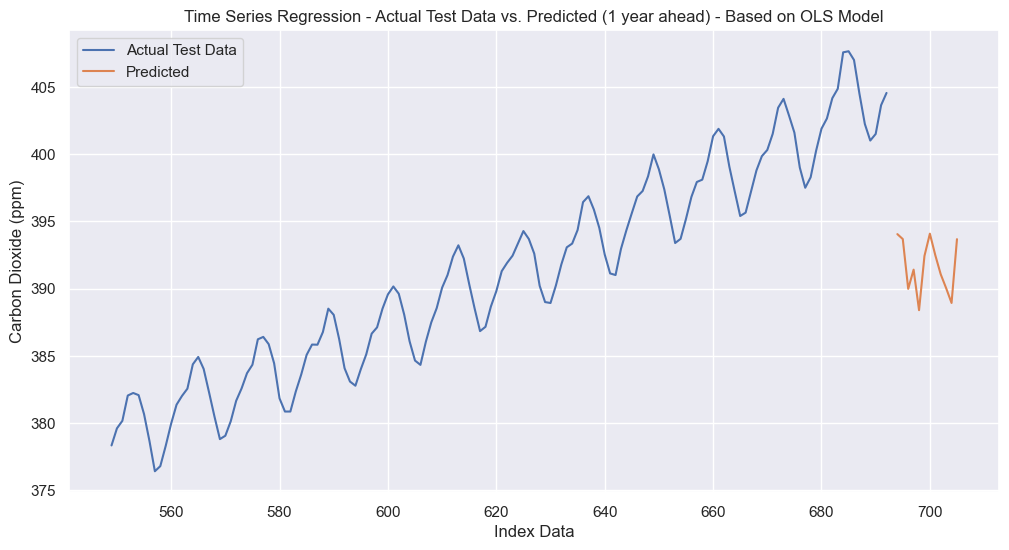 Time Series Regression - Actual Test Data vs. Predicted (1 year ahead) - Based on OLS Model
Actual Test Data
Predicted
Carbon Dioxide (ppm)
405
400
395
390
385
380
375
560 580 600 620 640 660 680 700
Index Data